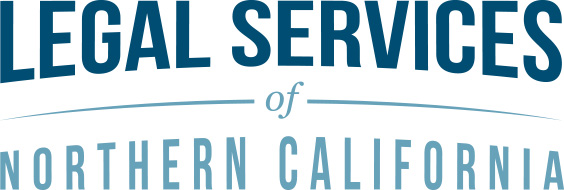 LEGAL SERVICES
of
NORTHERN CALIFORNIA